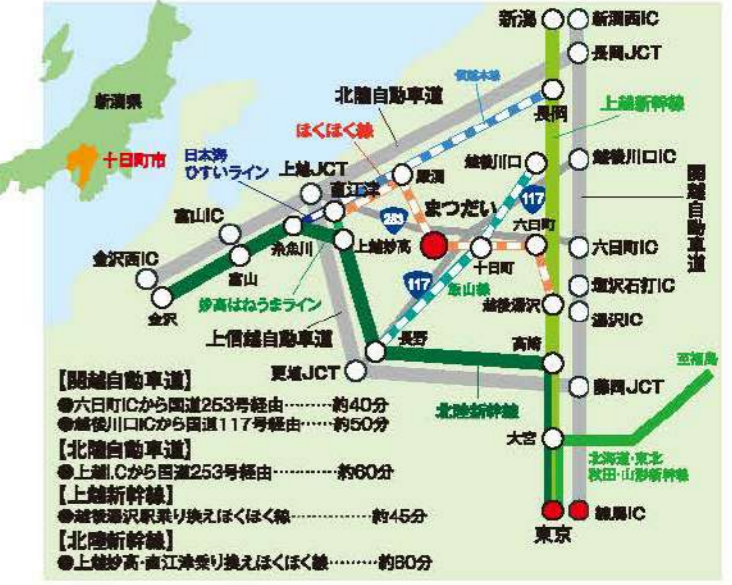 新潟
新潟西IC
長岡JCT
北陸自動車道
信越本線
長岡
上越新幹線
新潟県
ほくほく線
十日町市
日本海
ひすいライン
上越JCT
直江津
犀潟
越後川口
越後川口IC
関越自動車道
117
まつだい
253
六日町
富山IC
糸魚川
上越妙高
十日町
六日町IC
金沢西IC
富山
117
飯山線
塩沢石打IC
金沢
妙高はねうまライン
越後湯沢
湯沢IC
上信越自動車道
長野
高崎
更埴JCT
藤岡JCT
至福島
北陸新幹線
大宮
北海道・東北
秋田・山形新幹線
東京
練馬IC
【関越自動車道】
●六日町ICから国道253号経由………約40分
●越後川口ICから国道117号経由……約50分
【北陸自動車道】
●上越I.Cから国道253号経由…………約60分
【上越新幹線】
●越後湯沢駅乗り換えほくほく線……………約45分
【北陸新幹線】
●上越妙高・直江津乗り換えほくほく線………約60分